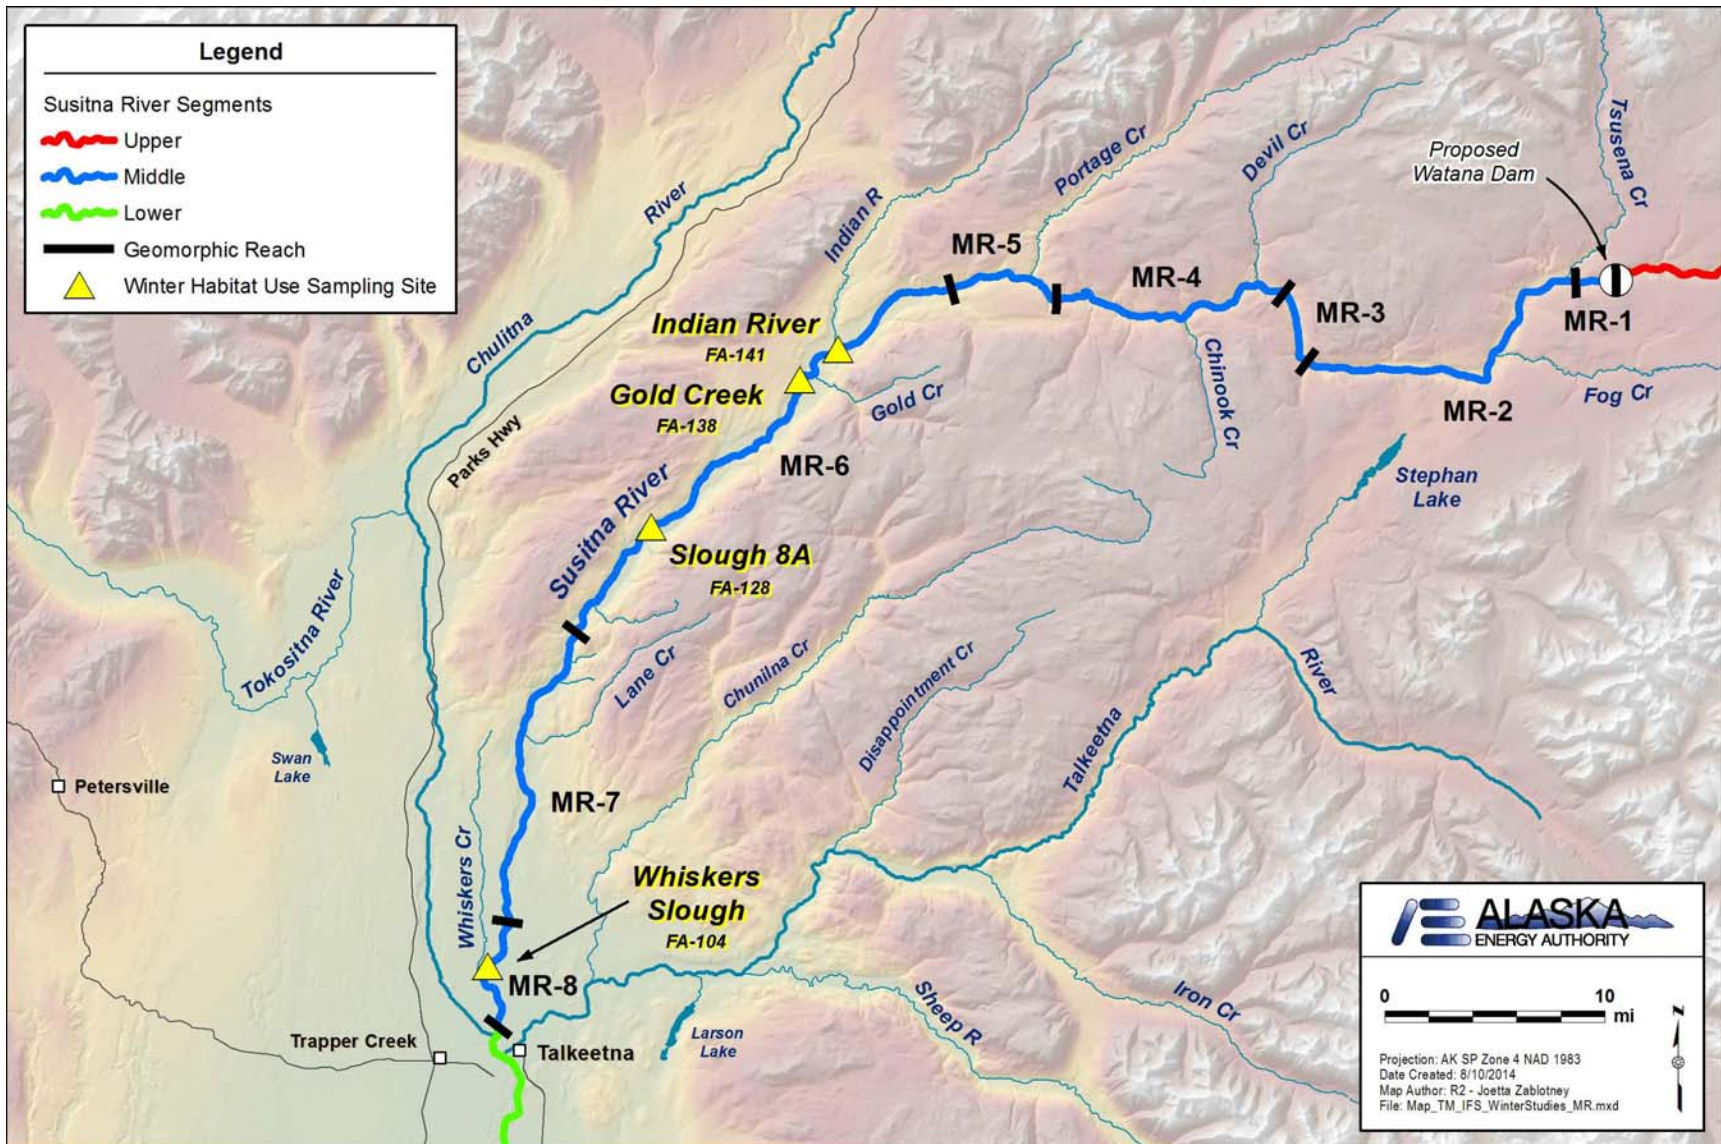 Legend
Susitna River Segments
Upper
Middle
Lower
Geomorphic Reach
Winter Habitat Use Sampling Site
Chulitna
River
Parks Hwy
Indian R
Portage Cr
Devil Cr
Tsusena Cr
Proposed
Watana Dam
MR-5
MR-4
MR-3
MR-1
MR-2
Fog Cr
Chinook Cr
Indian River
FA-141
Gold Creek
FA-138
Gold Cr
MR-6
Susitna River
Slough 8A
FA-128
Stephan
Lake
Tokositna River
Lane Cr
Chunilna Cr
Disappointment Cr
Talkeetna
River
Swan
Lake
Petersville
MR-7
Whiskers Cr
Whiskers
Slough
FA-104
MR-8
Trapper Creek
Talkeetna
Larson
Lake
Sheep R
Iron Cr
ALASKA
ENERGY AUTHORITY
0 10
mi
N
Projection: AK SP Zone 4 NAD 1983
Date Created: 8/10/2014
Map Author: R2 - Joetta Zablotney
File: Map_TM_IFS_WinterStudies_MR.mxd